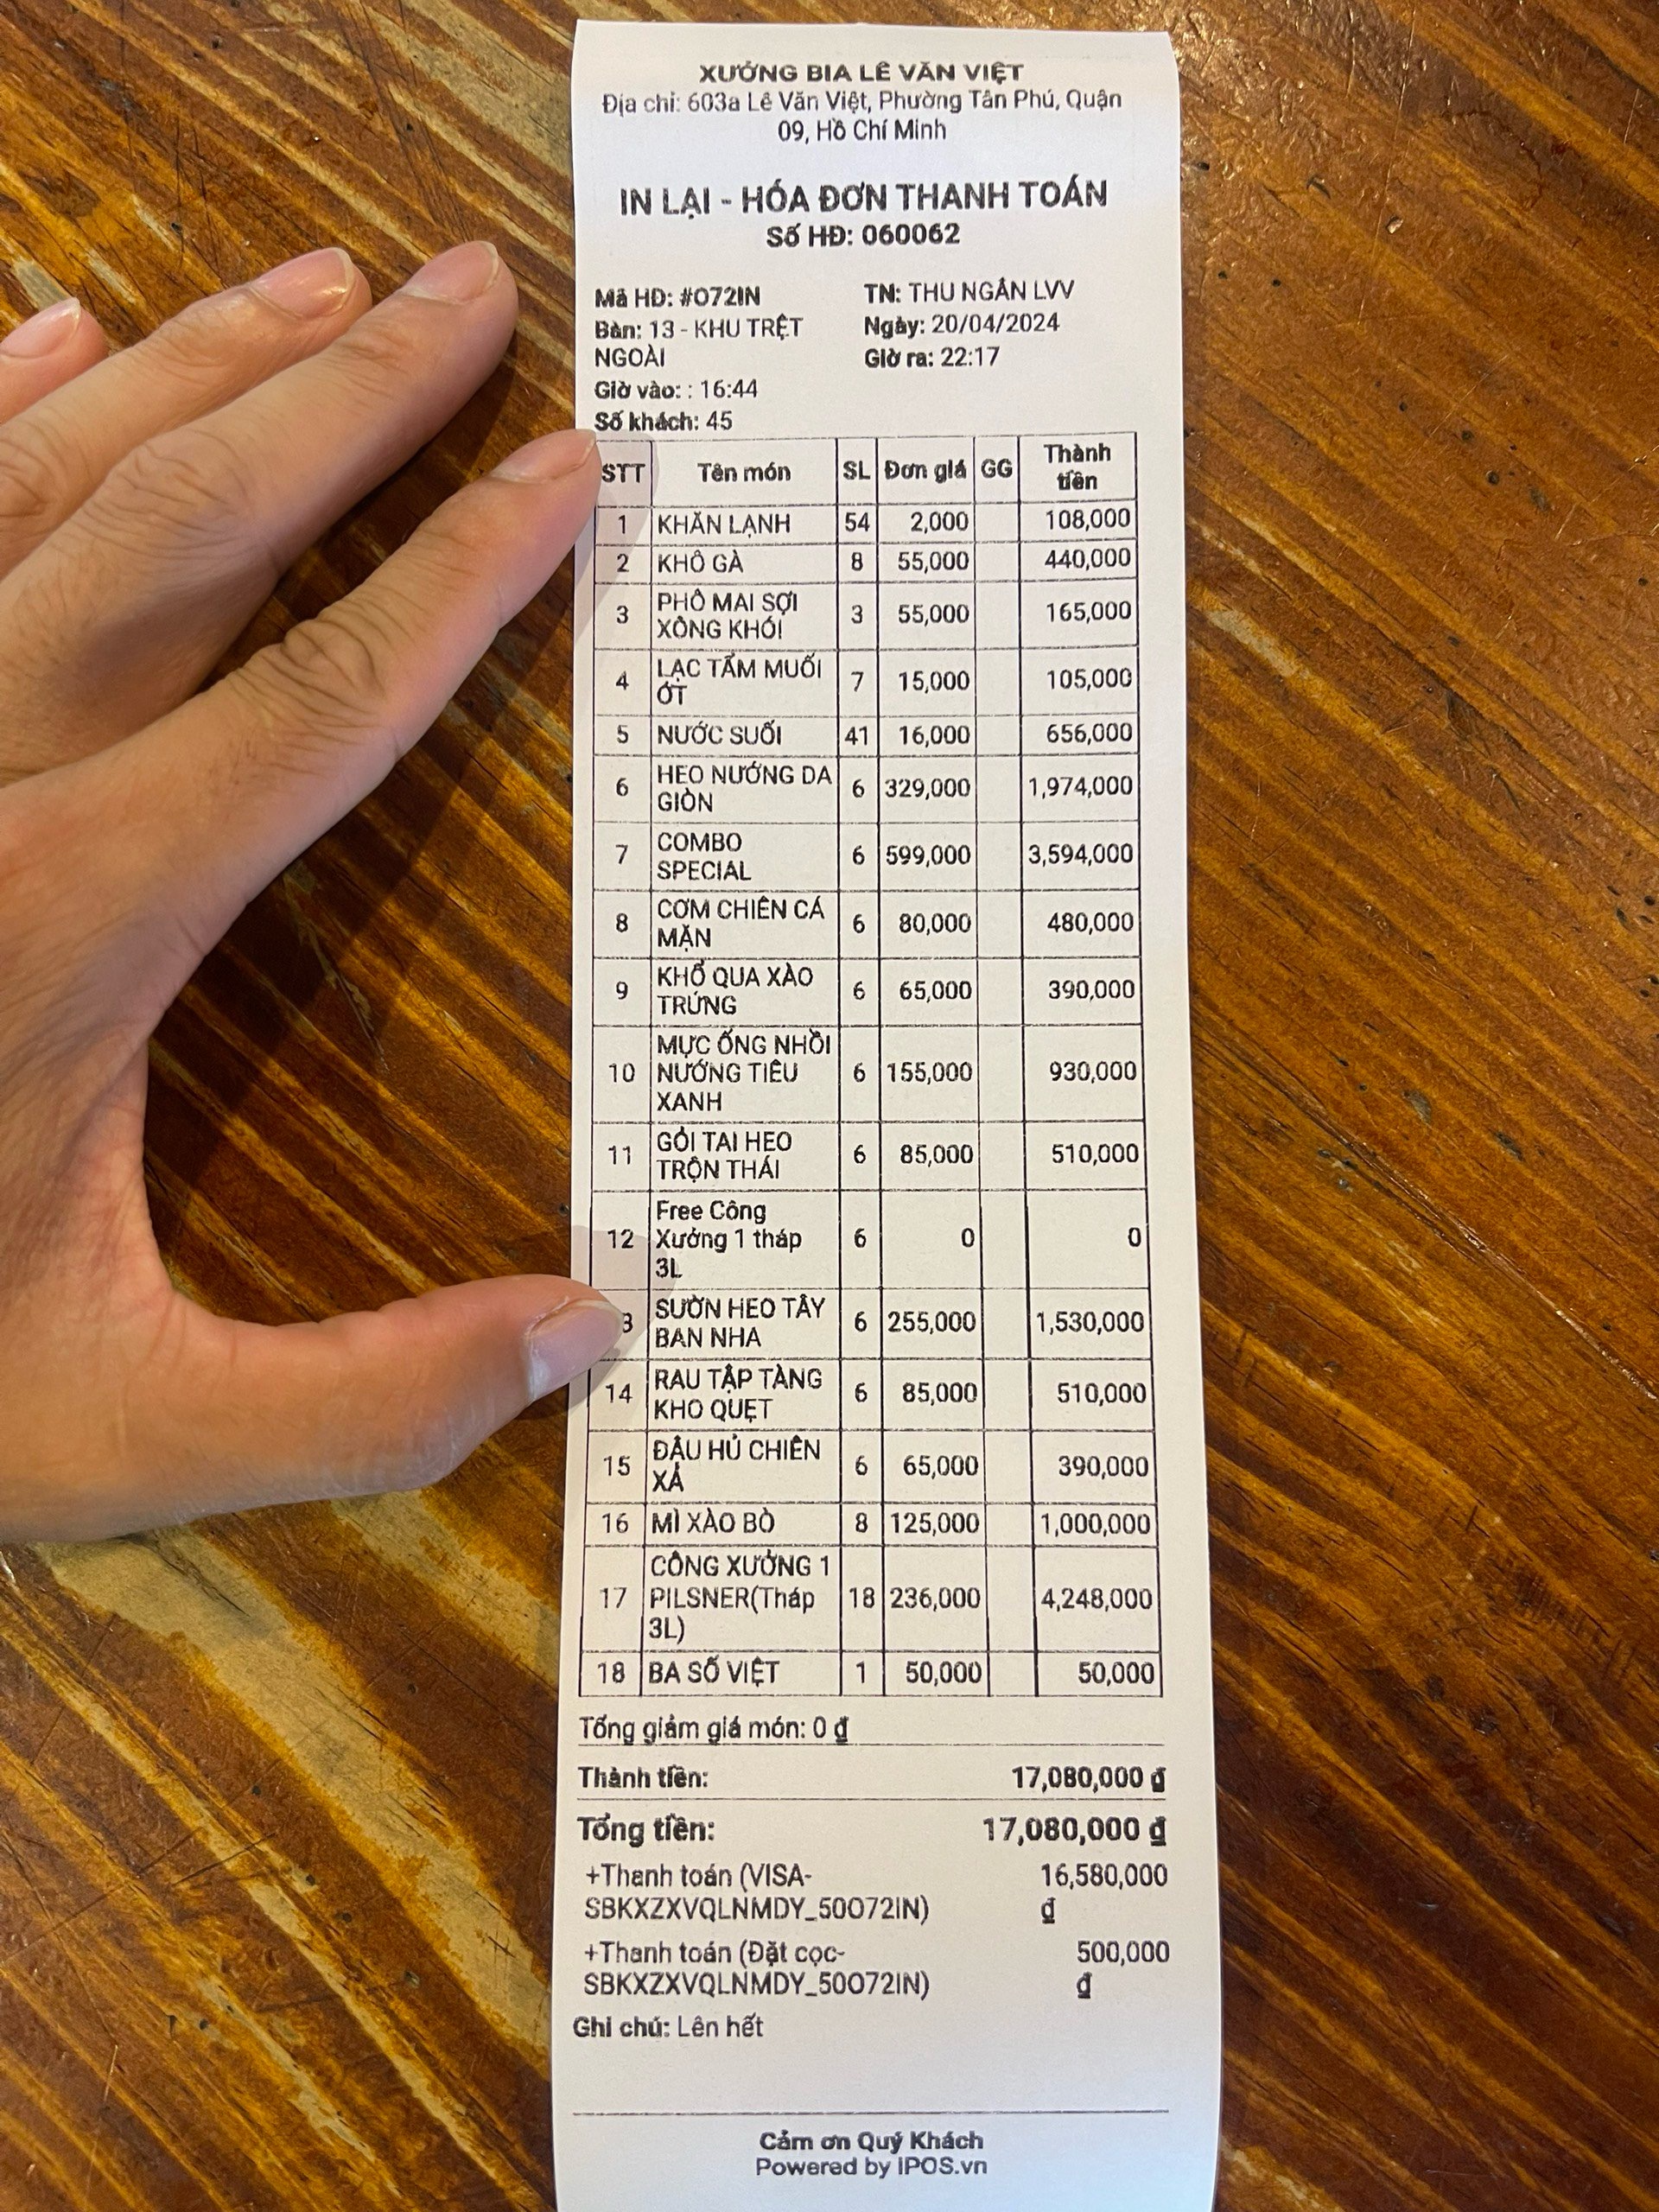 XƯỞNG BIA LÊ VĂN VIỆT
Địa chỉ: 603a Lê Văn Việt, Phường Tân Phú, Quận
09, Hồ Chí Minh
IN LẠI - HÓA ĐƠN THANH TOÁN
Số HĐ: 060062
Mã HĐ: #O72IN TN: THU NGÂN LVV
Bàn: 13 - KHU TRỆT Ngày: 20/04/2024
NGOÀI Giờ ra: 22:17
Giờ vào: : 16:44
Số khách: 45
STT Tên món SL Đơn giá GG Thành
tiền
1 KHĂN LẠNH 54 2,000 108,000
2 KHÔ GÀ 8 55,000 440,000
3 PHÔ MAI SỢI 3 55,000 165,000
XÔNG KHÓI
4 LẠC TẨM MUỐI 7 15,000 105,000
ỚT
5 NƯỚC SUỐI 41 16,000 656,000
6 HEO NƯỚNG DA 6 329,000 1,974,000
GIÒN
7 COMBO 6 599,000 3,594,000
SPECIAL
8 CƠM CHIÊN CÁ 6 80,000 480,000
MẶN
9 KHỔ QUA XÀO 6 65,000 390,000
TRỨNG
MỰC ỐNG NHỒI
10 NƯỚNG TIÊU 6 155,000 930,000
XANH
11 GỎI TAI HEO 6 85,000 510,000
TRỘN THÁI
Free Công
12 Xưởng 1 tháp 6 0 0
3L
3 SƯỜN HEO TÂY 6 255,000 1,530,000
BAN NHA
14 RAU TẬP TÀNG 6 85,000 510,000
KHO QUẸT
15 ĐẬU HỦ CHIÊN 6 65,000 390,000
XẢ
16 MÌ XÀO BÒ 8 125,000 1,000,000
CÔNG XƯỞNG 1
17 PILSNER(Tháp 18 236,000 4,248,000
3L)
18 BA SỐ VIỆT 1 50,000 50,000
Tổng giảm giá món: 0 ₫
Thành tiền: 17,080,000 ₫
Tổng tiền: 17,080,000 ₫
+Thanh toán (VISA- 16,580,000
SBKXZXVQLNMDY_50O72IN) ₫
+Thanh toán (Đặt cọc- 500,000
SBKXZXVQLNMDY_50O72IN) ₫
Ghi chú: Lên hết
Cảm ơn Quý Khách
Powered by iPOS.vn